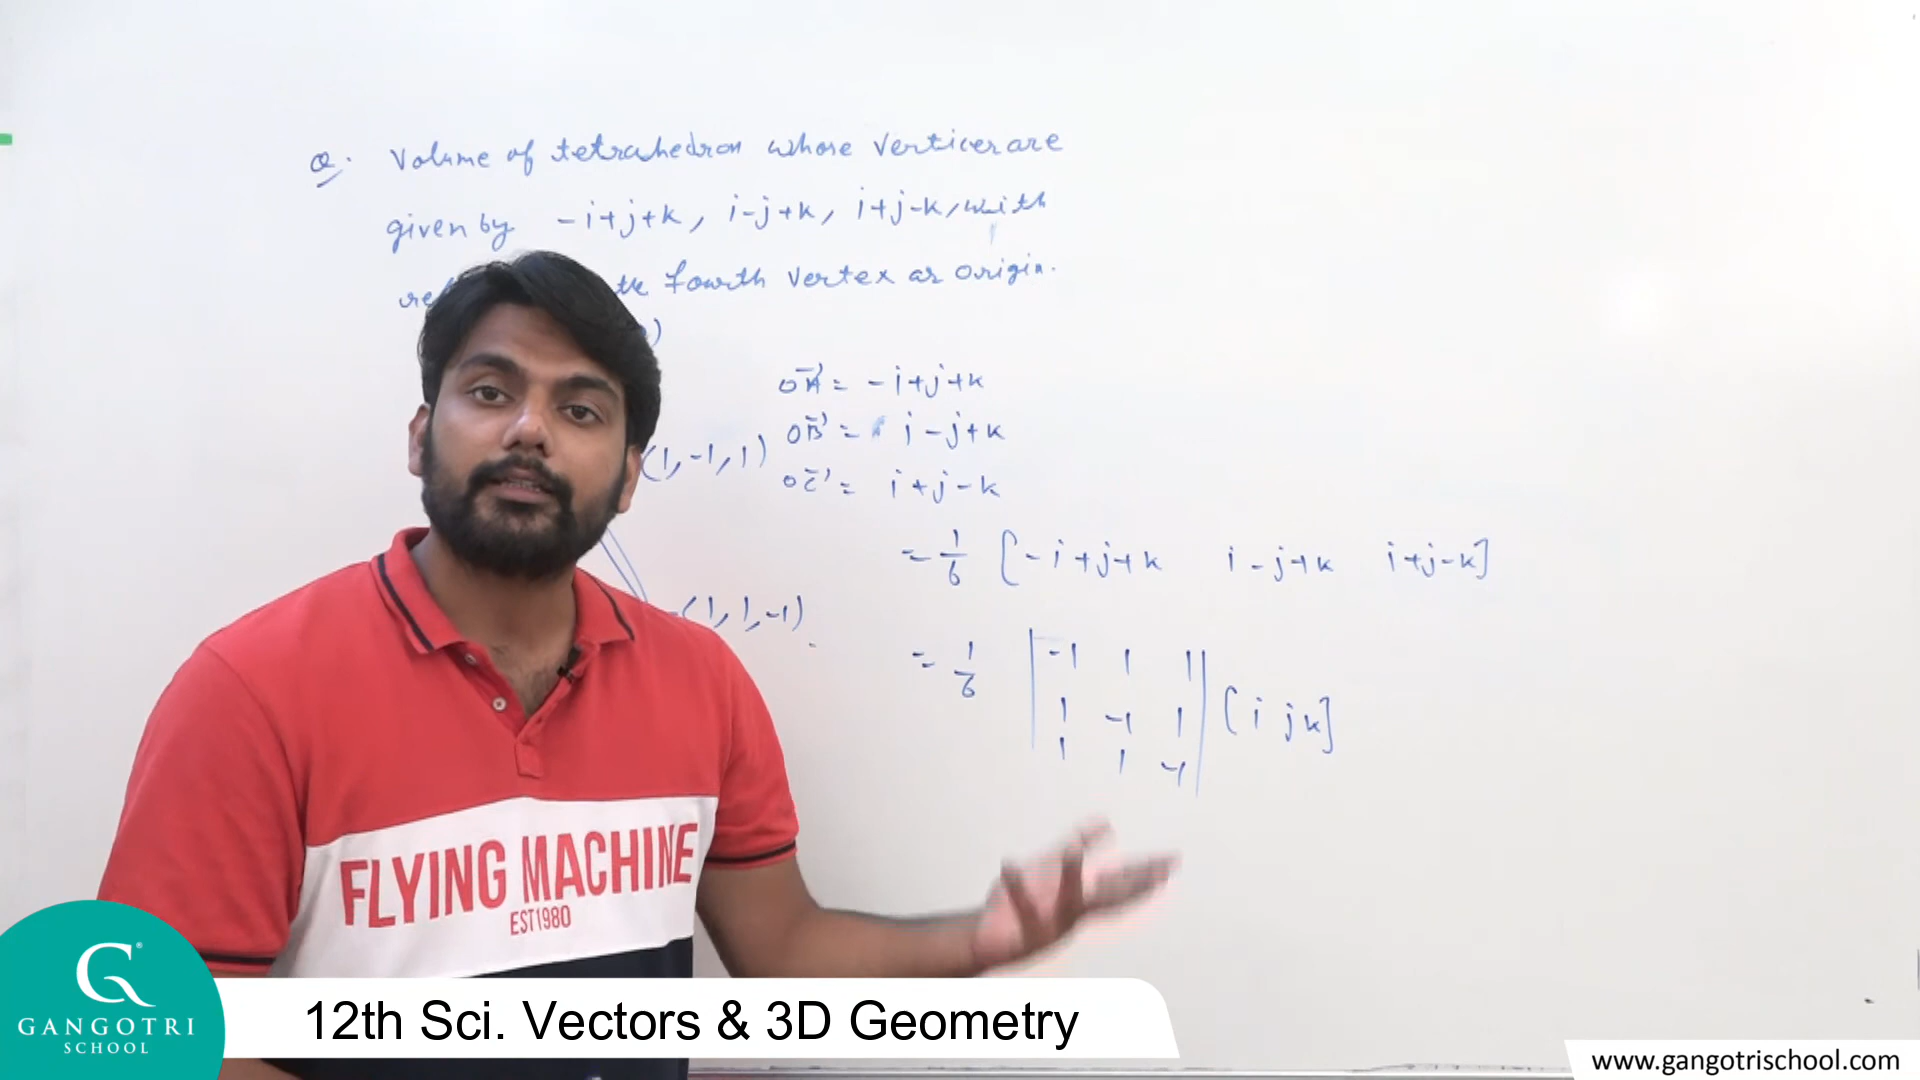 Q. Volume of tetrahedron whose vertices are
given by -i+j+k, i-j+k, i+j-k, with
the fourth vertex as origin.
OA = -i+j+k
OB = i-j+k
(1,-1,1)
OC = i+j-k
= 1/6 [-i+j+k i-j+k i+j-k]
(1,1,-1)
= 1/6 | -1 1 1 |
| 1 -1 1 | [i j k]
| 1 1 -1 |
FLYING MACHINE
EST1980
GANGOTRI
SCHOOL
12th Sci. Vectors & 3D Geometry
www.gangotrischool.com